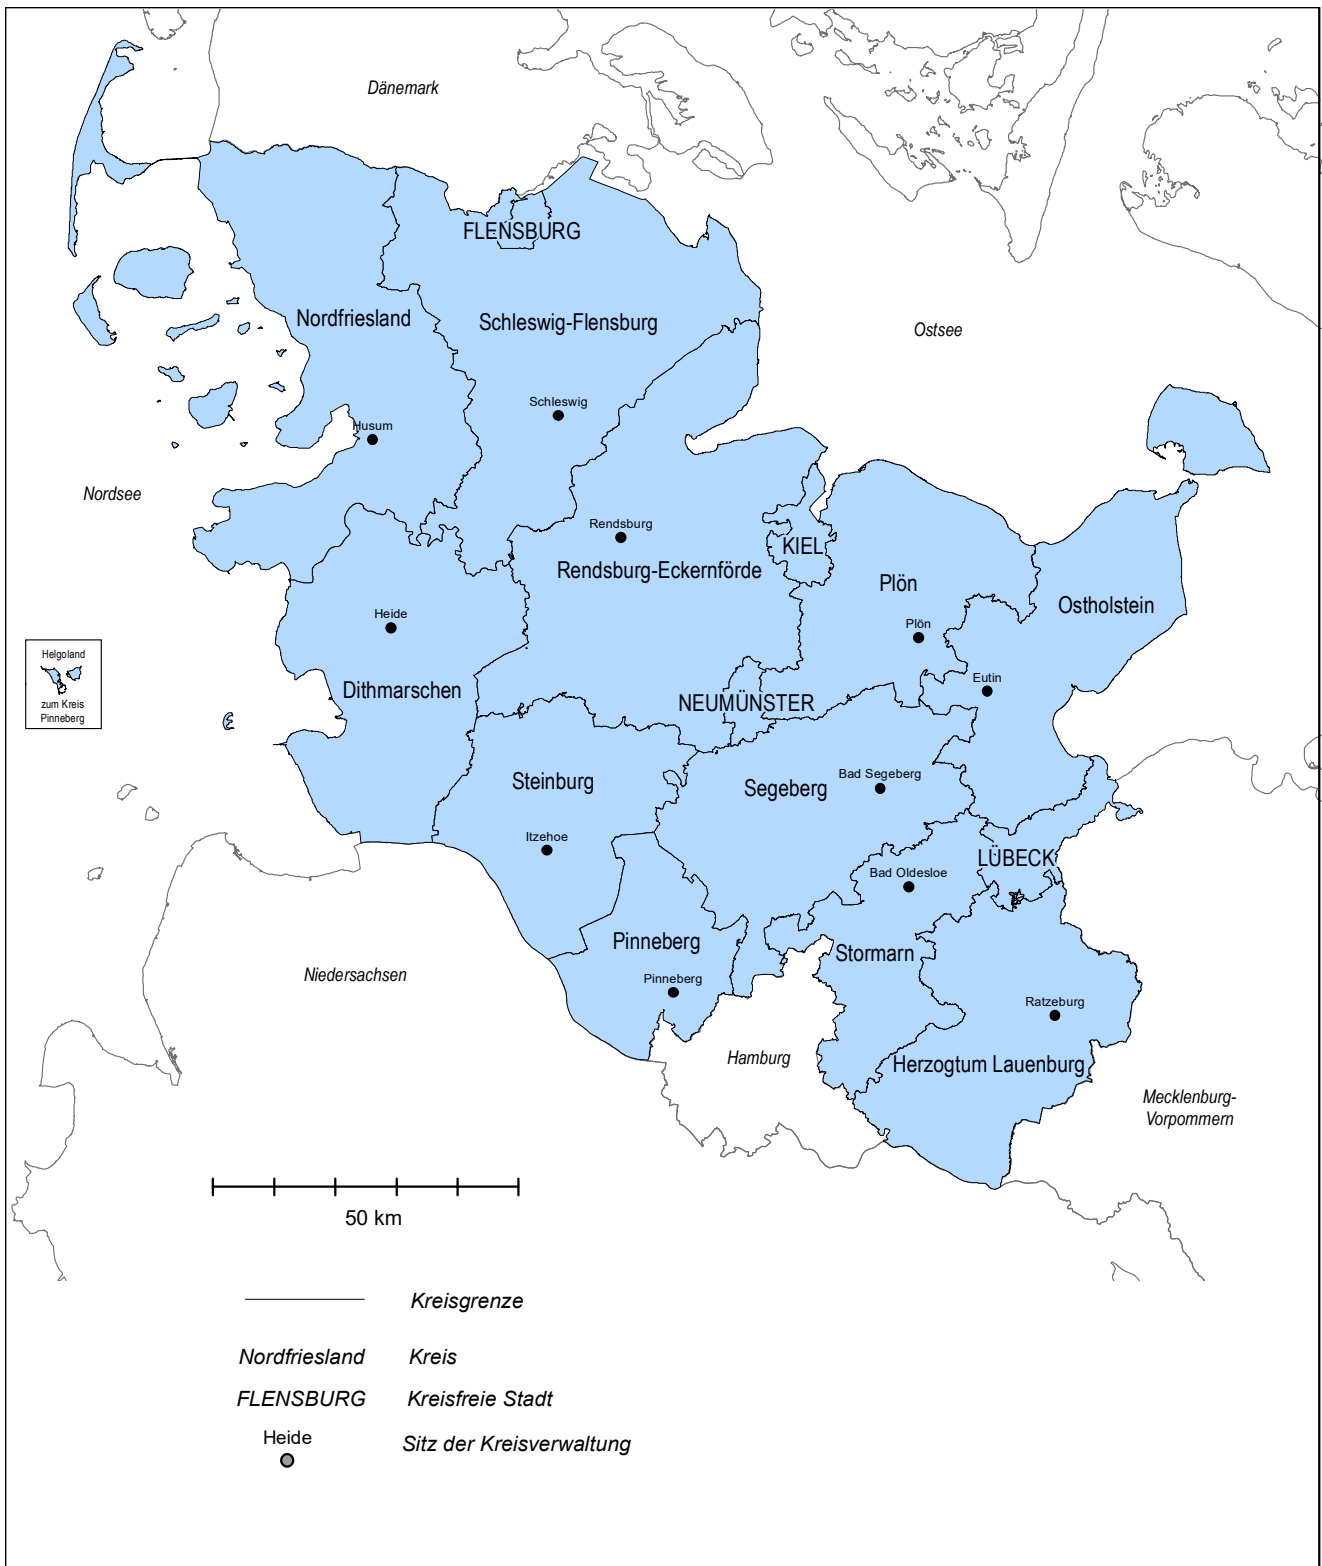 Dänemark
FLENSBURG
Nordfriesland
Schleswig-Flensburg
Ostsee
Schleswig
Husum
Nordsee
Rendsburg
KIEL
Rendsburg-Eckernförde
Plön
Ostholstein
Heide
Plön
Helgoland
zum Kreis
Pinneberg
Eutin
Dithmarschen
NEUMÜNSTER
Steinburg
Segeberg
Bad Segeberg
Itzehoe
LÜBECK
Bad Oldesloe
Pinneberg
Stormarn
Niedersachsen
Pinneberg
Ratzeburg
Hamburg
Herzogtum Lauenburg
Mecklenburg-
Vorpommern
50 km
Kreisgrenze
Nordfriesland Kreis
FLENSBURG Kreisfreie Stadt
Heide Sitz der Kreisverwaltung